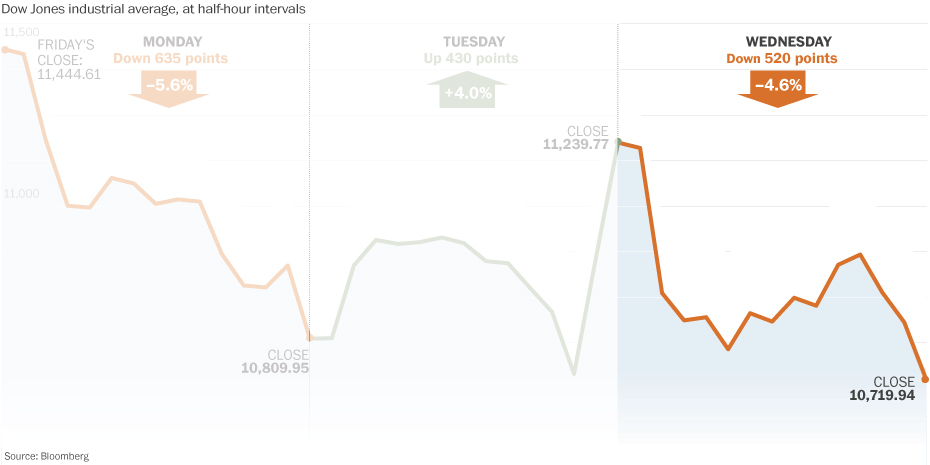 Dow Jones industrial average, at half-hour intervals
11,500
FRIDAY'S
CLOSE:
11,444.61
MONDAY
Down 635 points
–5.6%
TUESDAY
Up 430 points
+4.0%
WEDNESDAY
Down 520 points
–4.6%
CLOSE
11,239.77
11,000
CLOSE
10,809.95
CLOSE
10,719.94
Source: Bloomberg